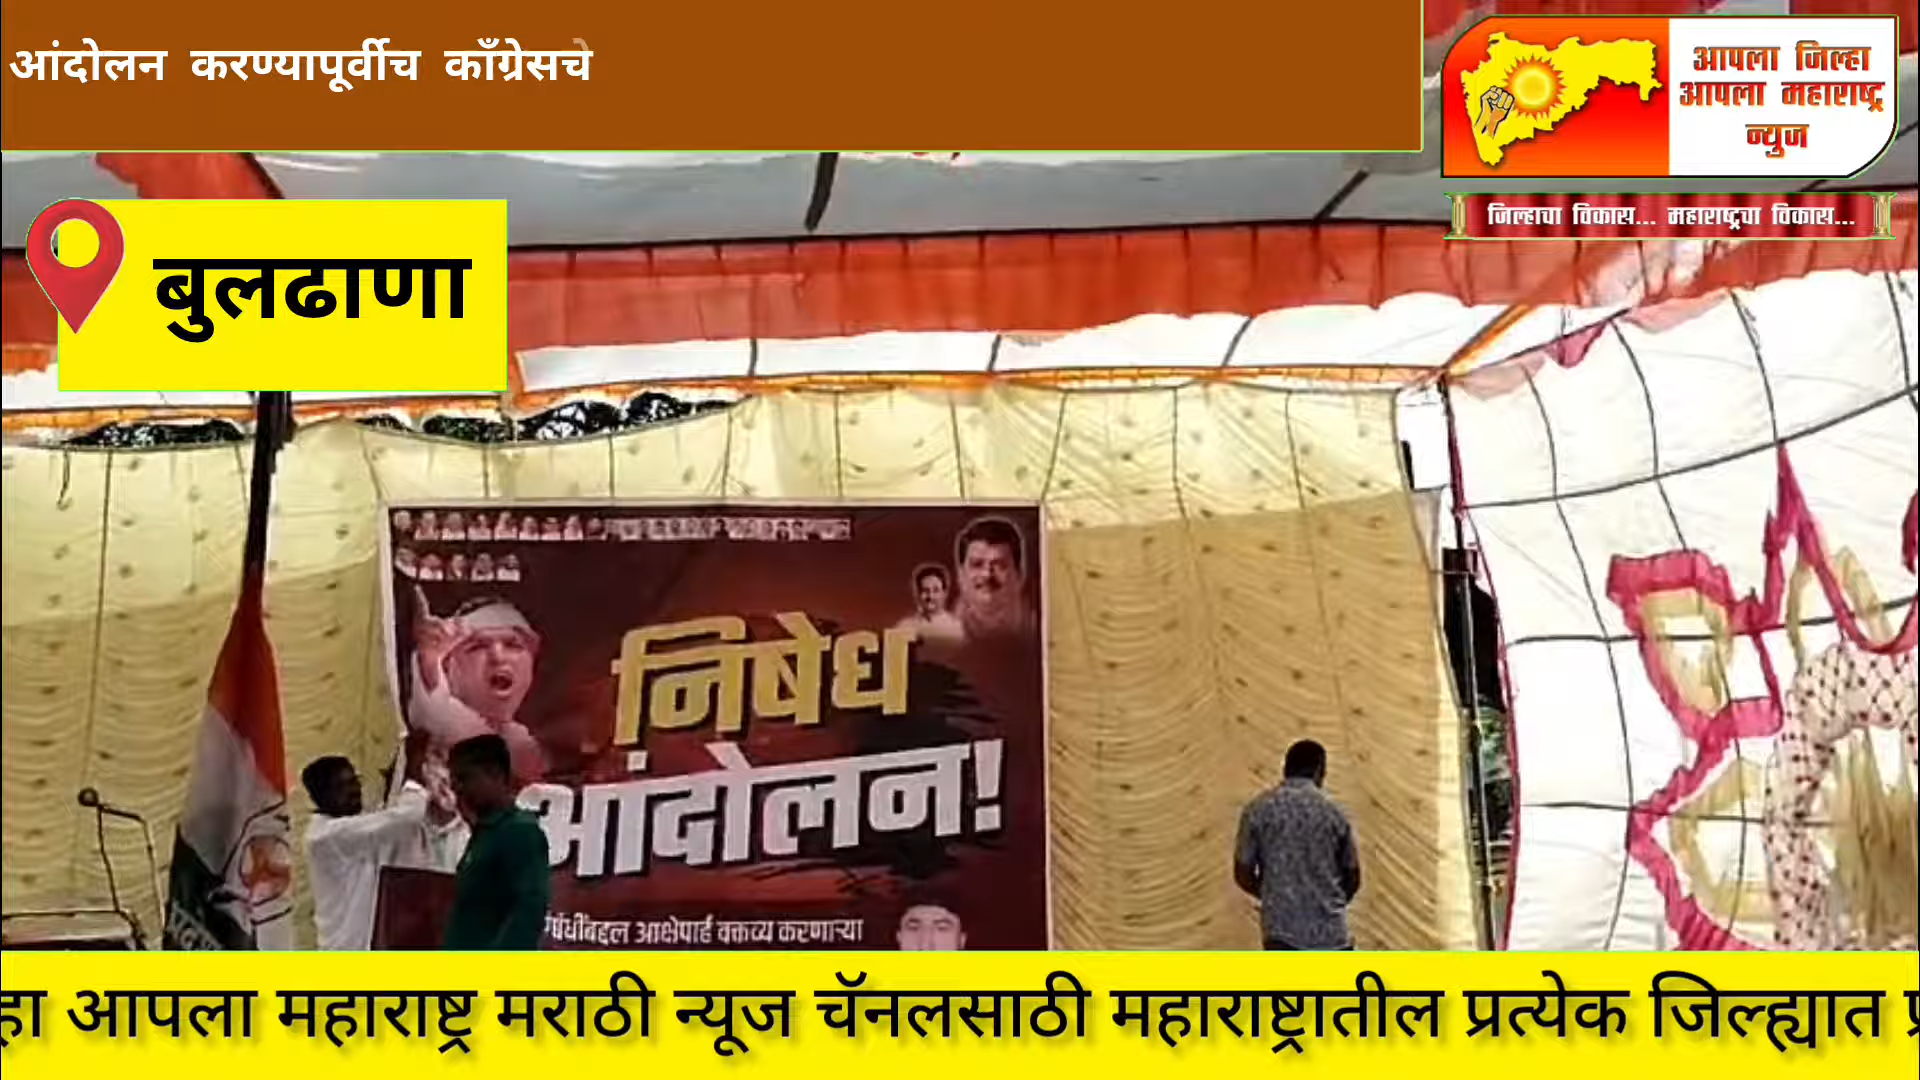 आंदोलन करण्यापूर्वीच काँग्रेसचे
आपला जिल्हा
आपला महाराष्ट्र
न्युज
जिल्हाचा विकास... महाराष्ट्रचा विकास...
बुलढाणा
निषेध
आंदोलन!
आक्षेपार्ह वक्तव्य करणाऱ्या
हा आपला महाराष्ट्र मराठी न्यूज चॅनलसाठी महाराष्ट्रातील प्रत्येक जिल्ह्यात